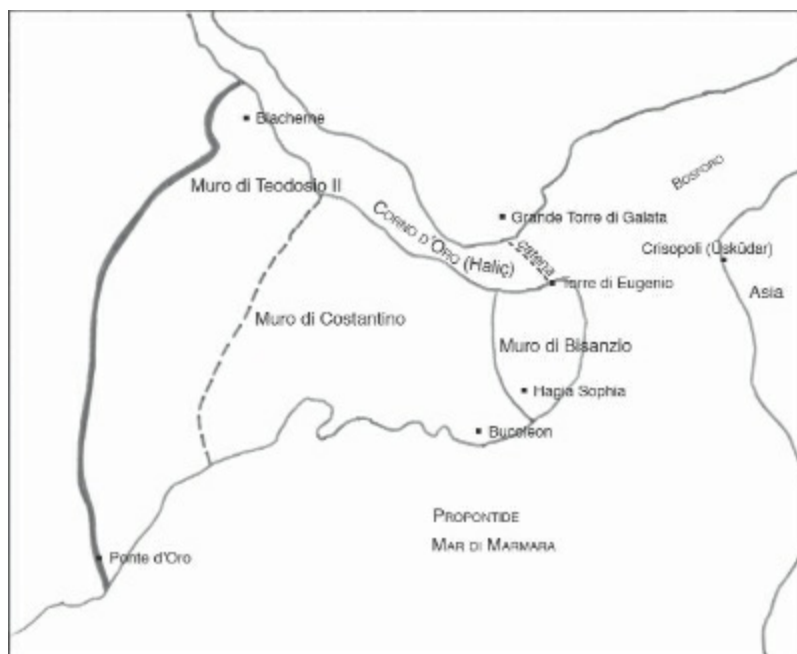 Blacherne
Muro di Teodosio II
BOSFORO
CORNO D'ORO (HALIÇ)
Grande Torre di Galata
catena
Crisopoli (Üsküdar)
Torre di Eugenio
Asia
Muro di Costantino
Muro di Bisanzio
Hagia Sophia
Bucoleon
PROPONTIDE
MAR DI MARMARA
Ponte d'Oro